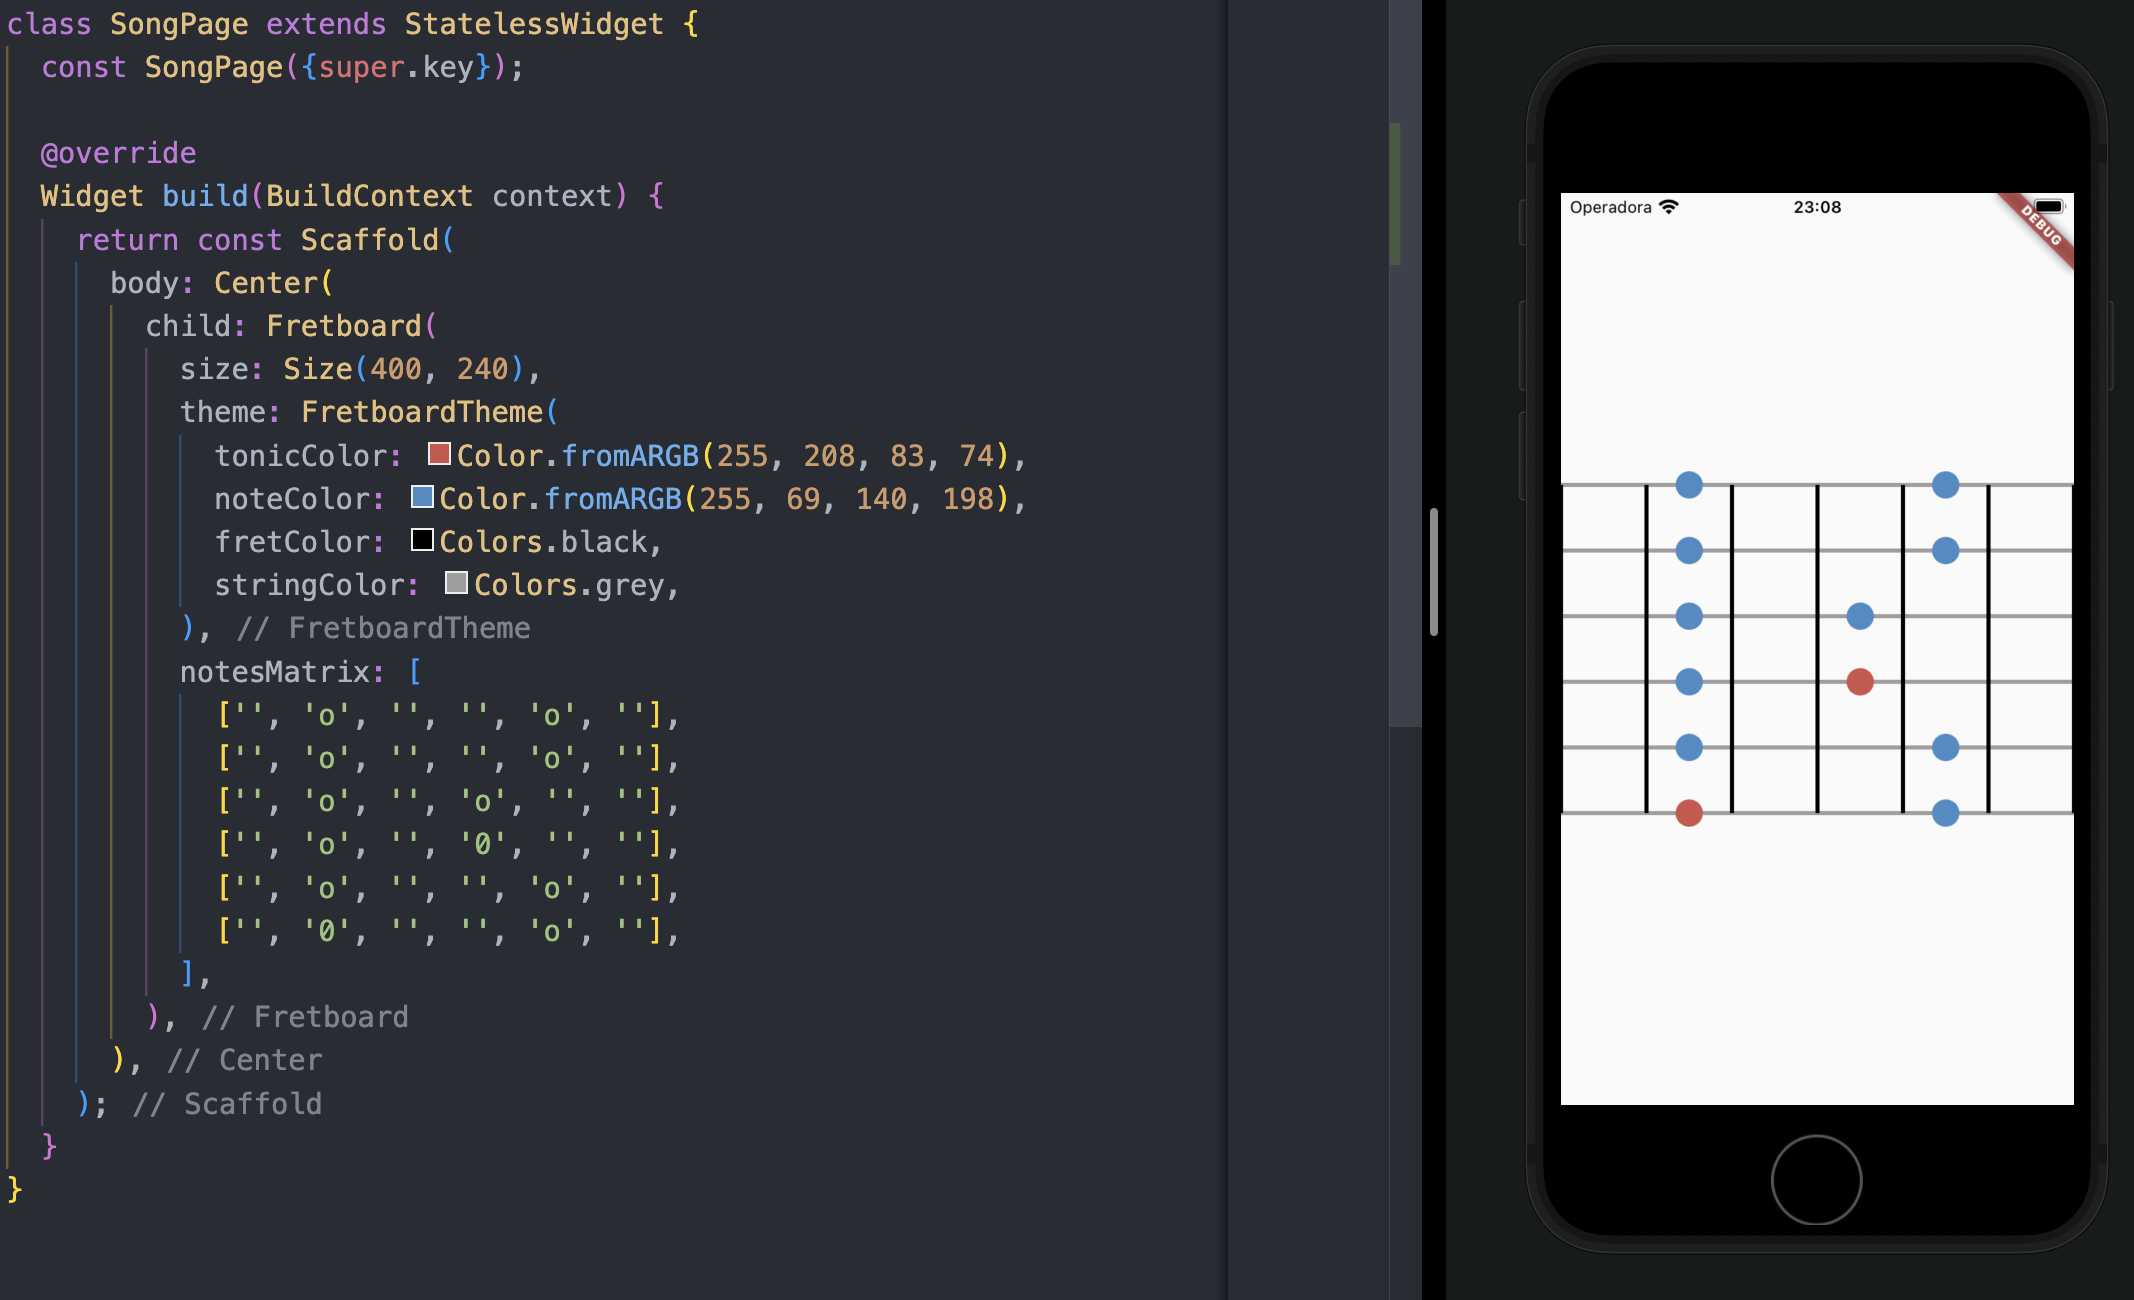 class SongPage extends StatelessWidget {
const SongPage({super.key});
@override
Widget build(BuildContext context) {
return const Scaffold(
body: Center(
child: Fretboard(
size: Size(400, 240),
theme: FretboardTheme(
tonicColor: Color.fromARGB(255, 208, 83, 74),
noteColor: Color.fromARGB(255, 69, 140, 198),
fretColor: Colors.black,
stringColor: Colors.grey,
), // FretboardTheme
notesMatrix: [
['', 'o', '', '', 'o', ''],
['', 'o', '', '', 'o', ''],
['', 'o', '', 'o', '', ''],
['', 'o', '', '0', '', ''],
['', 'o', '', '', 'o', ''],
['', '0', '', '', 'o', ''],
],
), // Fretboard
), // Center
); // Scaffold
}
}
Operadora 23:08
DEBUG